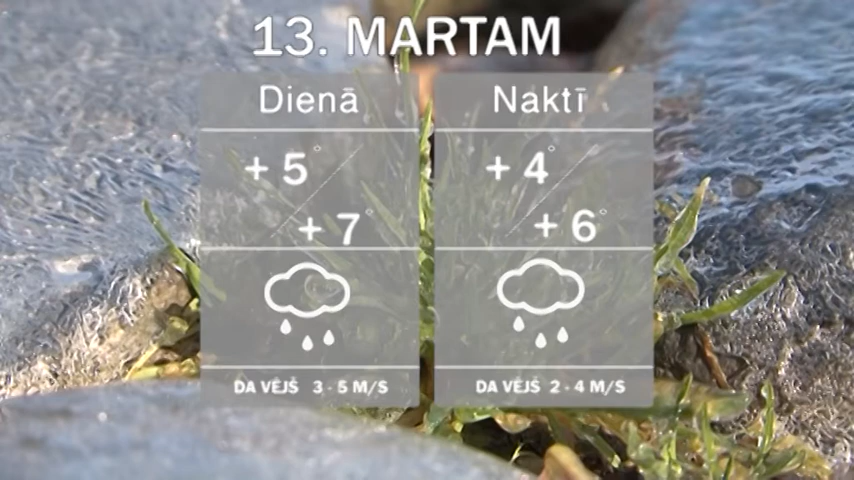 13. MARTAM
Dienā
+ 5°
+ 7°
DA VĒJŠ 3 - 5 M/S
Naktī
+ 4°
+ 6°
DA VĒJŠ 2 - 4 M/S